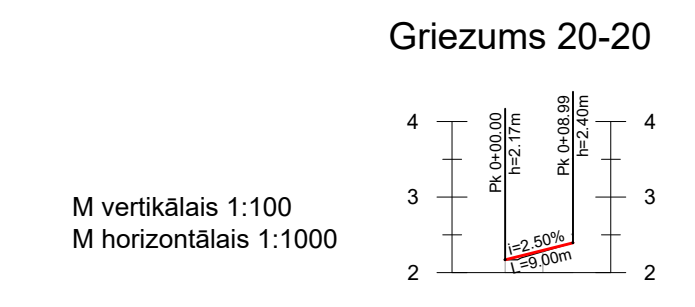 Griezums 20-20
4
3
2
Pk 0+00.00
h=2.17m
Pk 0+08.99
h=2.40m
i=2.50%
L=9.00m
4
3
2
M vertikālais 1:100
M horizontālais 1:1000